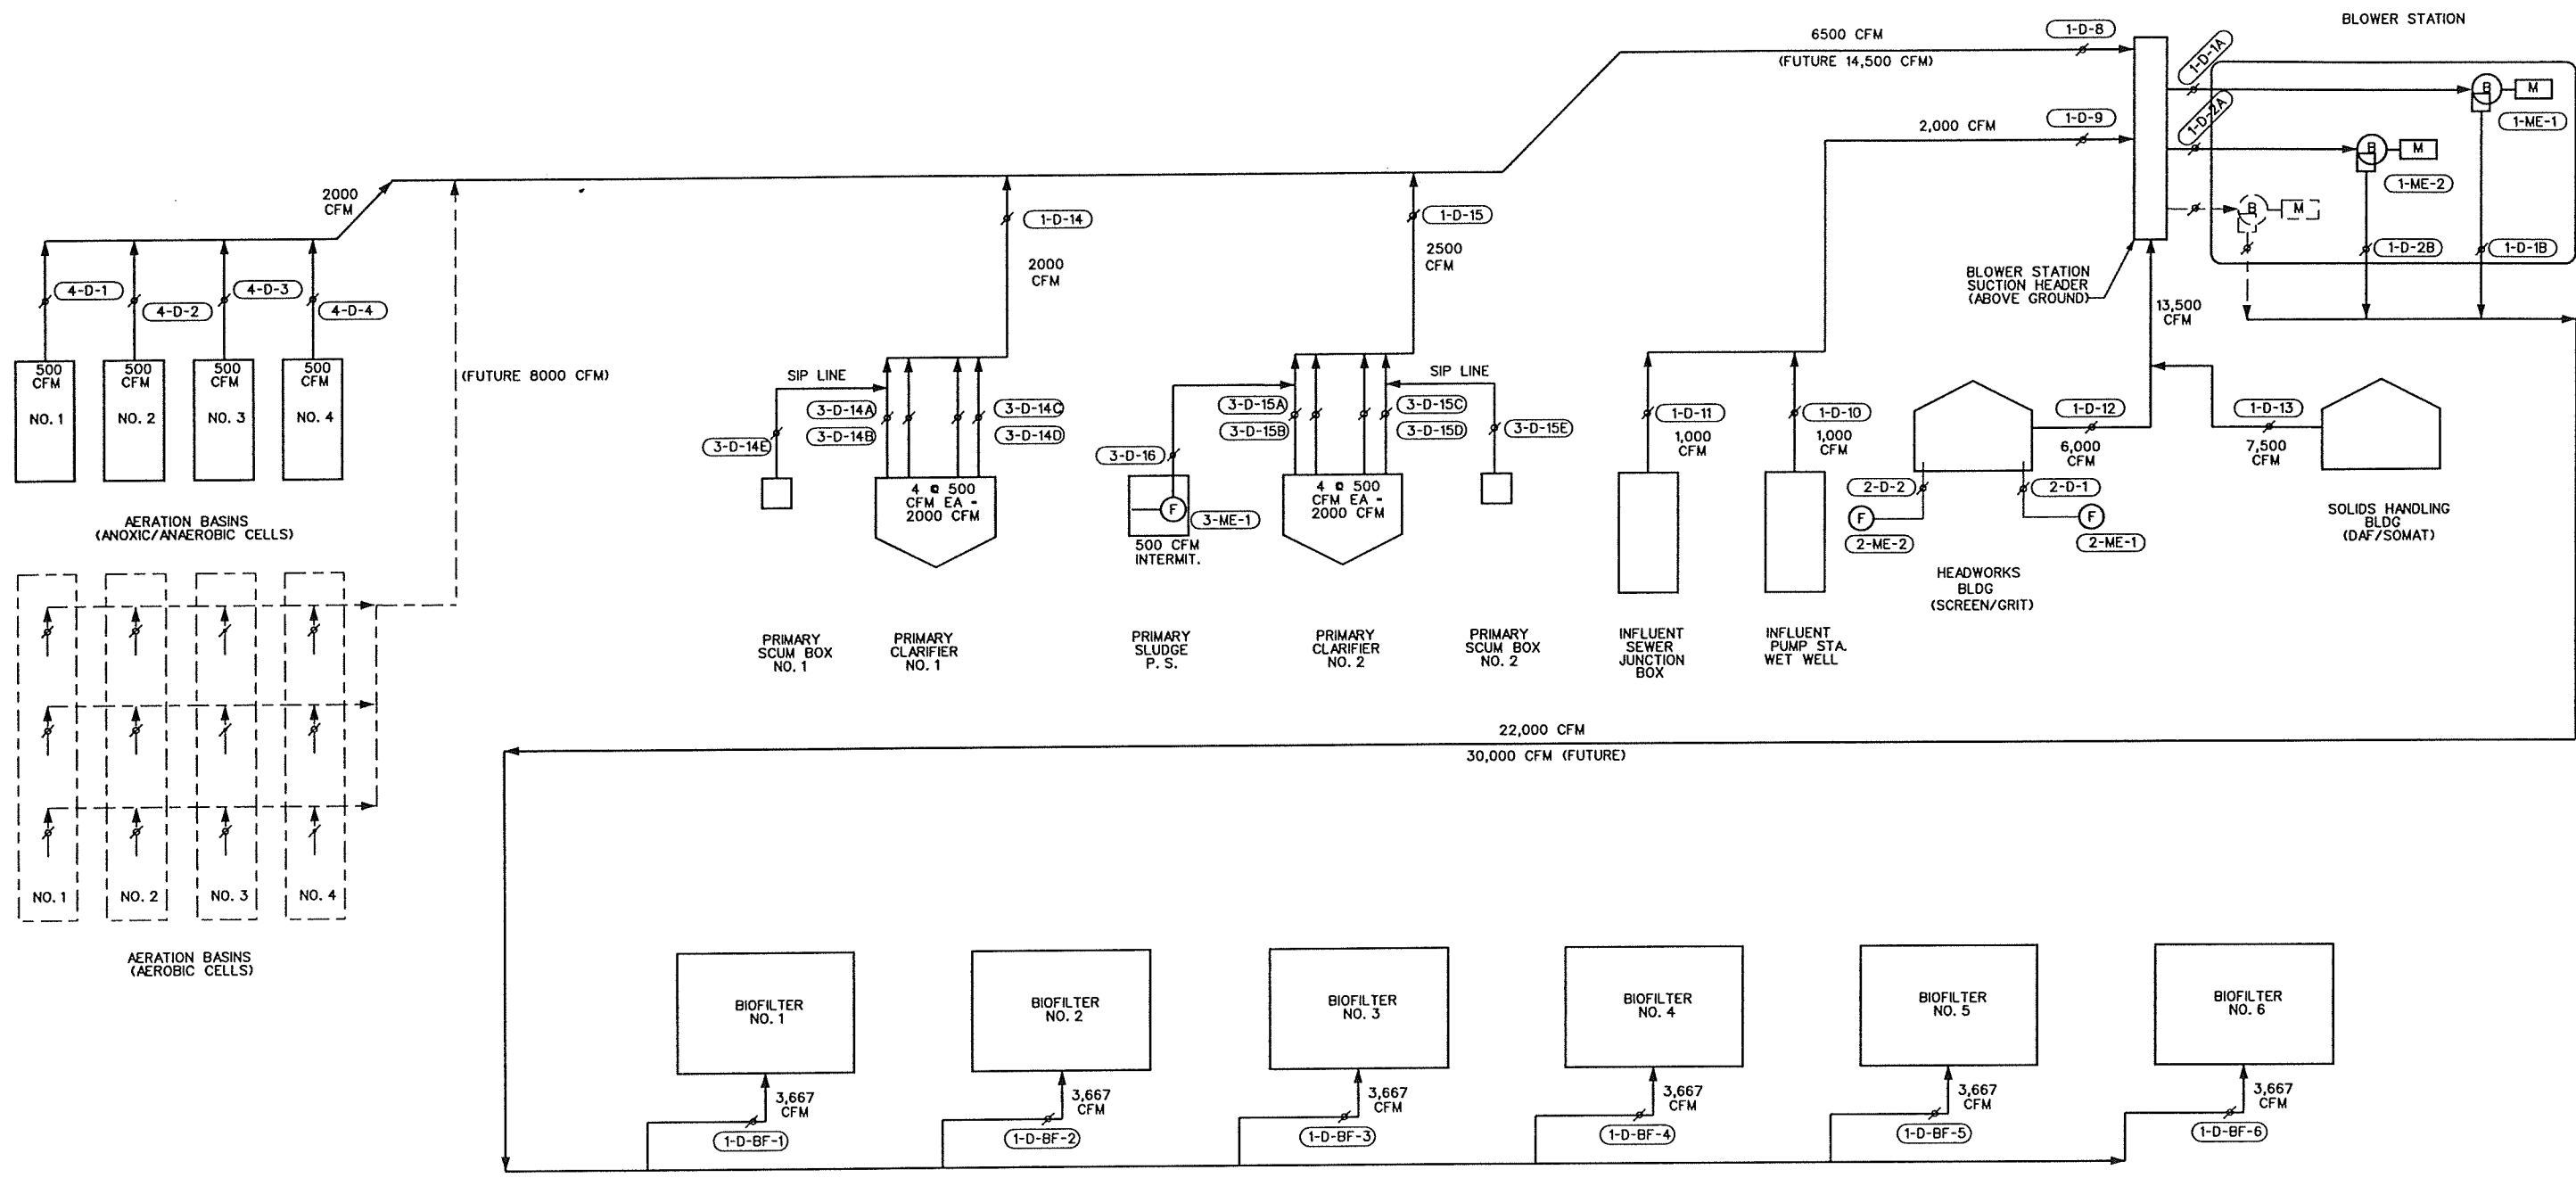 BLOWER STATION
6500 CFM
(FUTURE 14,500 CFM)
1-D-8
1-D-1A
B
M
1-ME-1
2,000 CFM
1-D-9
1-D-2A
B
M
1-ME-2
B
M
1-D-2B
1-D-1B
BLOWER STATION
SUCTION HEADER
(ABOVE GROUND)
13,500
CFM
2000
CFM
1-D-14
2000
CFM
1-D-15
2500
CFM
4-D-1
4-D-2
4-D-3
4-D-4
500
CFM
NO. 1
500
CFM
NO. 2
500
CFM
NO. 3
500
CFM
NO. 4
(FUTURE 8000 CFM)
AERATION BASINS
(ANOXIC/ANAEROBIC CELLS)
SIP LINE
3-D-14A
3-D-14B
3-D-14C
3-D-14D
3-D-14E
4 @ 500
CFM EA -
2000 CFM
3-D-16
F
3-ME-1
500 CFM
INTERMIT.
SIP LINE
3-D-15A
3-D-15B
3-D-15C
3-D-15D
3-D-15E
4 @ 500
CFM EA -
2000 CFM
1-D-11
1,000
CFM
1-D-10
1,000
CFM
1-D-12
6,000
CFM
1-D-13
7,500
CFM
2-D-2
2-D-1
F
F
2-ME-2
2-ME-1
HEADWORKS
BLDG
(SCREEN/GRIT)
SOLIDS HANDLING
BLDG
(DAF/SOMAT)
PRIMARY
SCUM BOX
NO. 1
PRIMARY
CLARIFIER
NO. 1
PRIMARY
SLUDGE
P. S.
PRIMARY
CLARIFIER
NO. 2
PRIMARY
SCUM BOX
NO. 2
INFLUENT
SEWER
JUNCTION
BOX
INFLUENT
PUMP STA.
WET WELL
22,000 CFM
30,000 CFM (FUTURE)
NO. 1
NO. 2
NO. 3
NO. 4
AERATION BASINS
(AEROBIC CELLS)
BIOFILTER
NO. 1
BIOFILTER
NO. 2
BIOFILTER
NO. 3
BIOFILTER
NO. 4
BIOFILTER
NO. 5
BIOFILTER
NO. 6
3,667
CFM
1-D-BF-1
3,667
CFM
1-D-BF-2
3,667
CFM
1-D-BF-3
3,667
CFM
1-D-BF-4
3,667
CFM
1-D-BF-5
3,667
CFM
1-D-BF-6